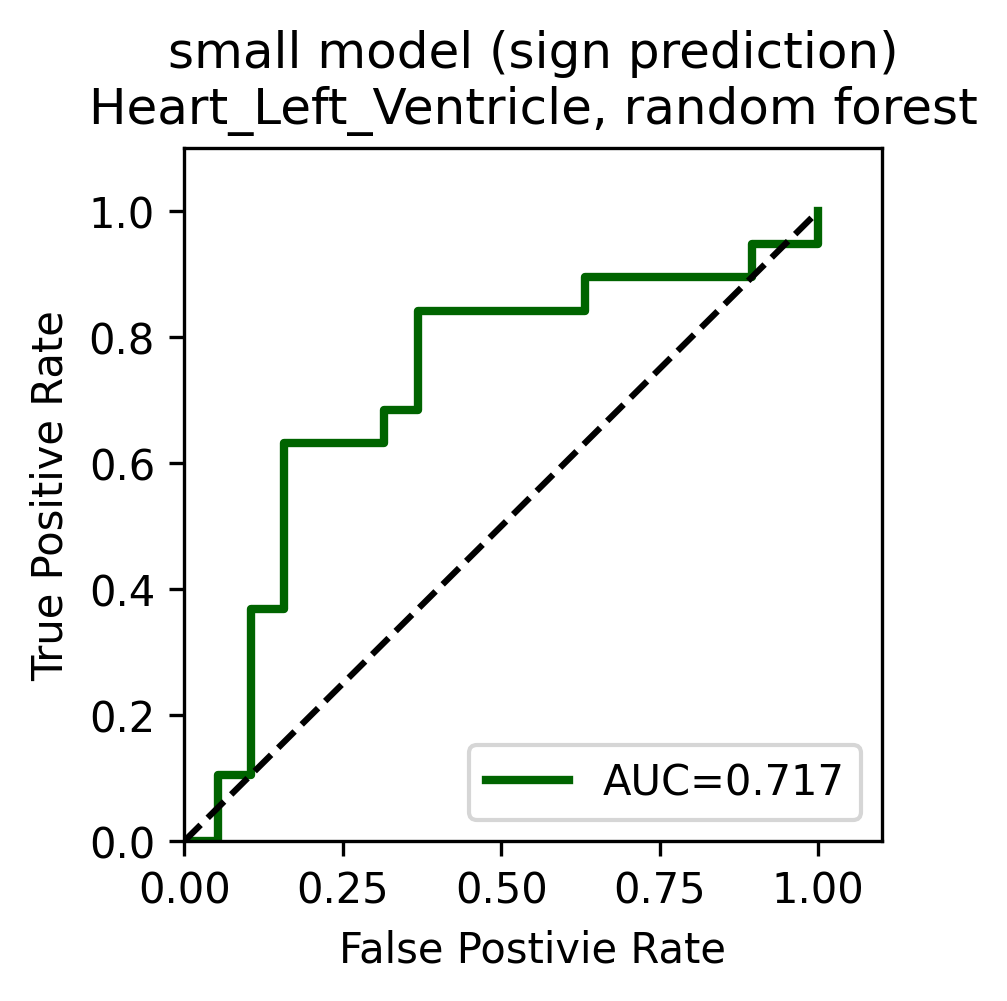 small model (sign prediction)
Heart_Left_Ventricle, random forest
1.0
0.8
0.6
0.4
0.2
0.0
True Positive Rate
AUC=0.717
0.00 0.25 0.50 0.75 1.00
False Postivie Rate